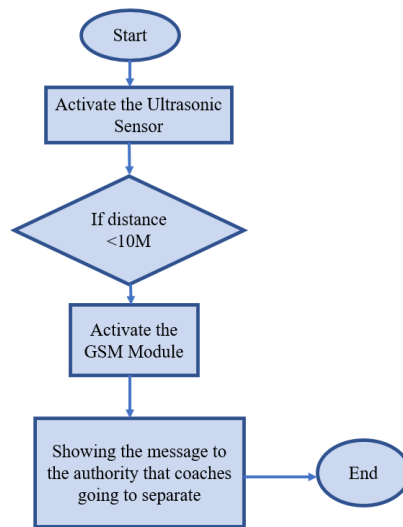 Start
Activate the Ultrasonic
Sensor
If distance
<10M
Activate the
GSM Module
Showing the message to
the authority that coaches
going to separate
End